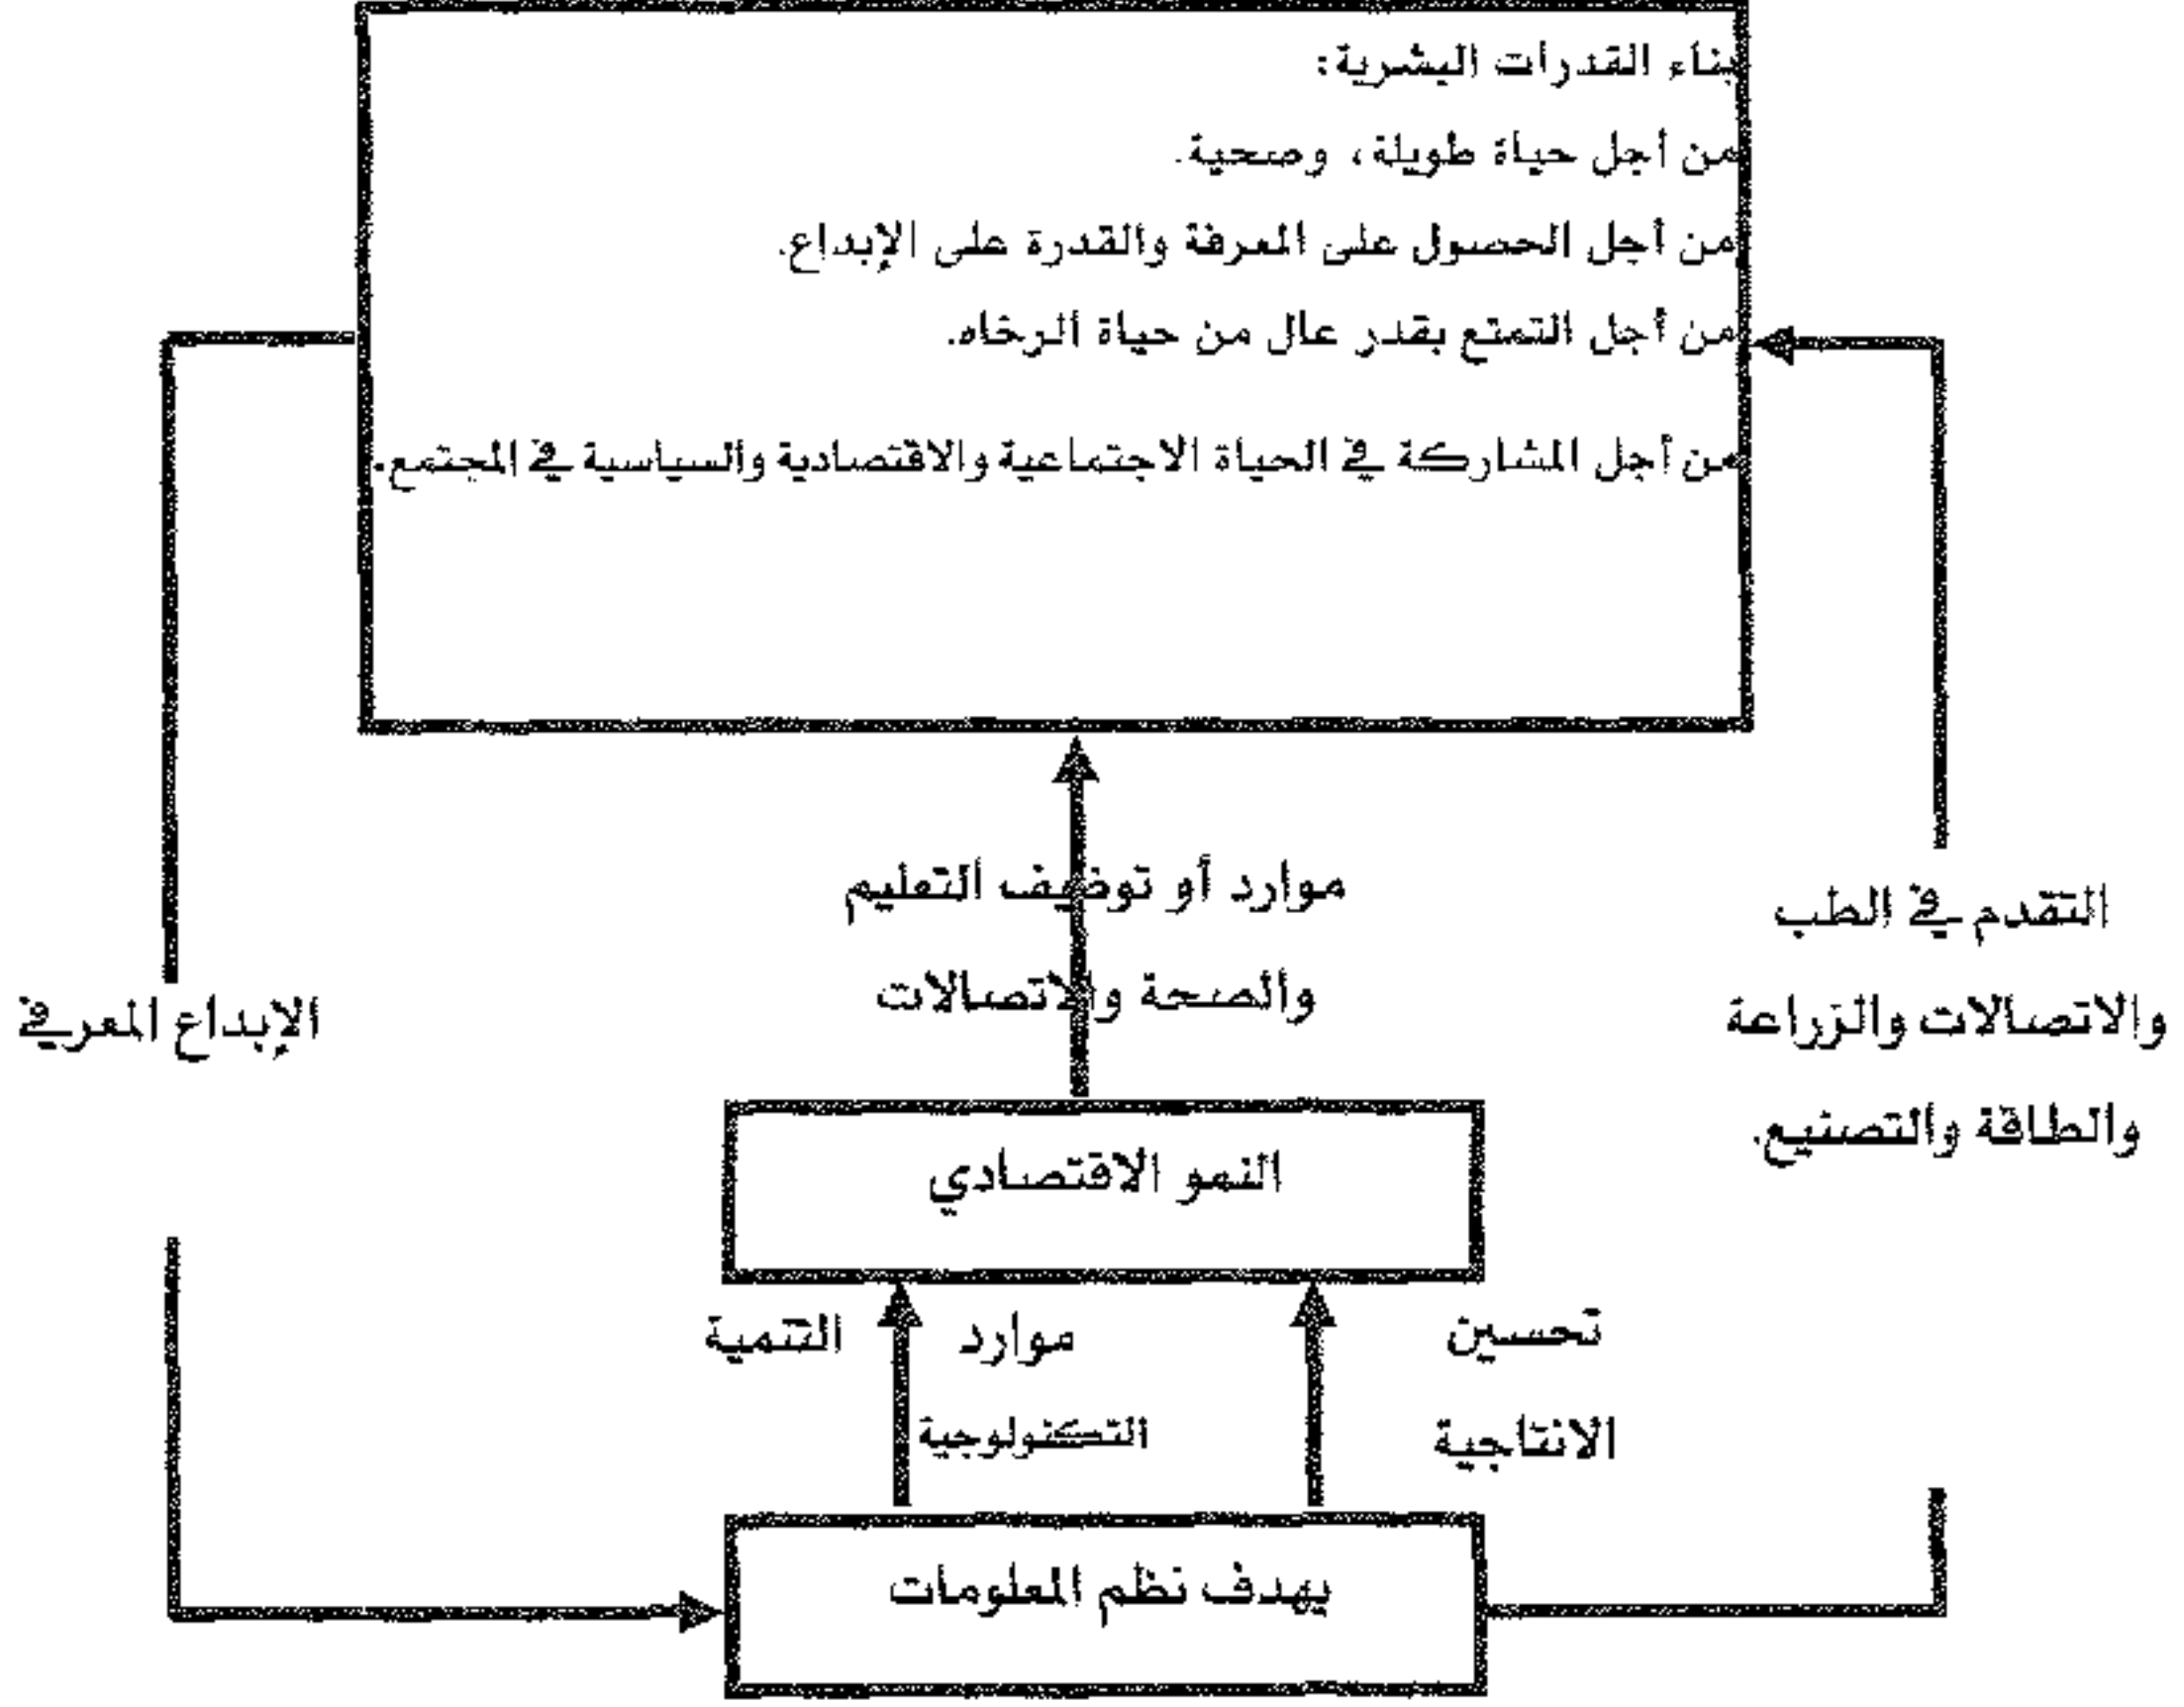 بناء القدرات البشرية:
من أجل حياة طويلة، وصحية.
من أجل الحصول على المعرفة والقدرة على الإبداع.
من أجل التمتع بقدر عال من حياة الرخاه.
من أجل المشاركة في الحياة الاجتماعية والاقتصادية والسياسية في المجتمع.
موارد أو توظيف التعليم
والصحة والاتصالات
التقدم في الطب
والاتصالات والزراعة
والطاقة والتصنيع.
الإبداع المعرفي
النمو الاقتصادي
تحسين
الانتاجية
موارد التنمية
التكنولوجية
يهدف نظم المعلومات